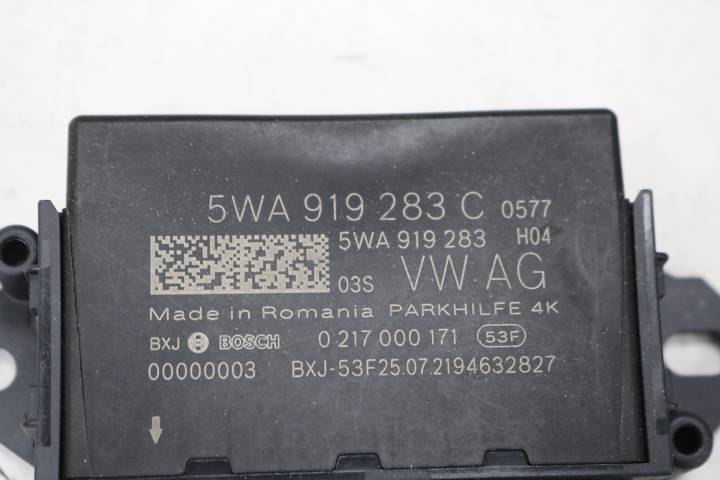 5WA 919 283 C 0577
5WA 919 283 H04
03S VW AG
Made in Romania PARKHILFE 4K
BXJ BOSCH 0 217 000 171 53F
00000003 BXJ-53F25.07.2194632827